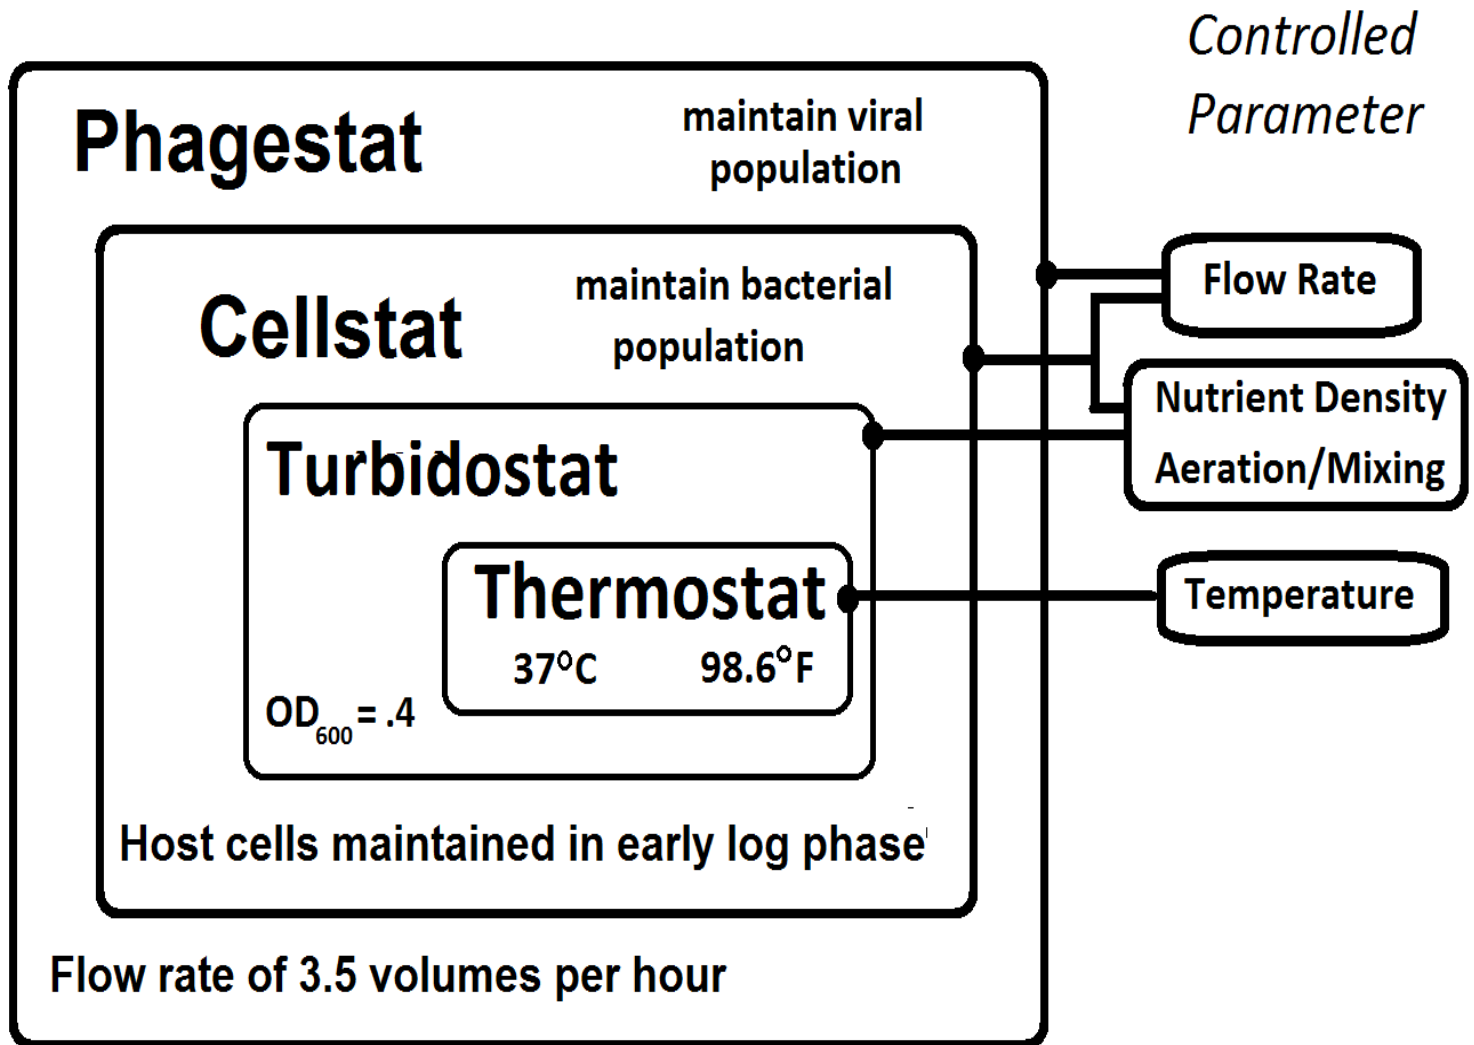 Controlled
Parameter
Phagestat
maintain viral
population
Cellstat
maintain bacterial
population
Turbidostat
Thermostat
37°C 98.6°F
OD600 = .4
Host cells maintained in early log phase
Flow rate of 3.5 volumes per hour
Flow Rate
Nutrient Density
Aeration/Mixing
Temperature